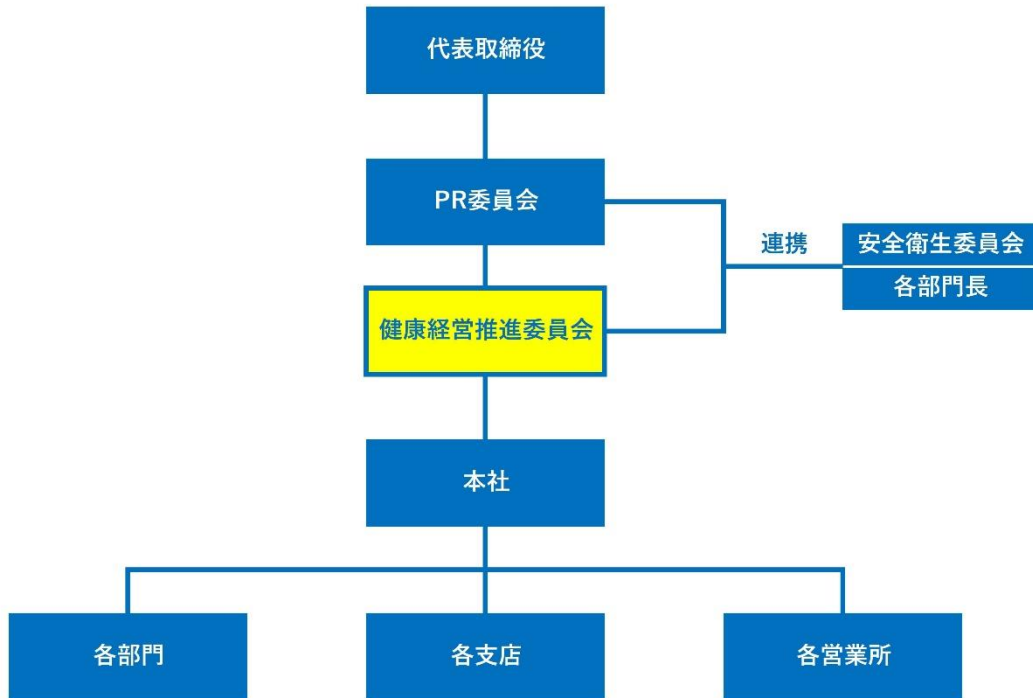 代表取締役
PR委員会
連携
安全衛生委員会
各部門長
健康経営推進委員会
本社
各部門
各支店
各営業所